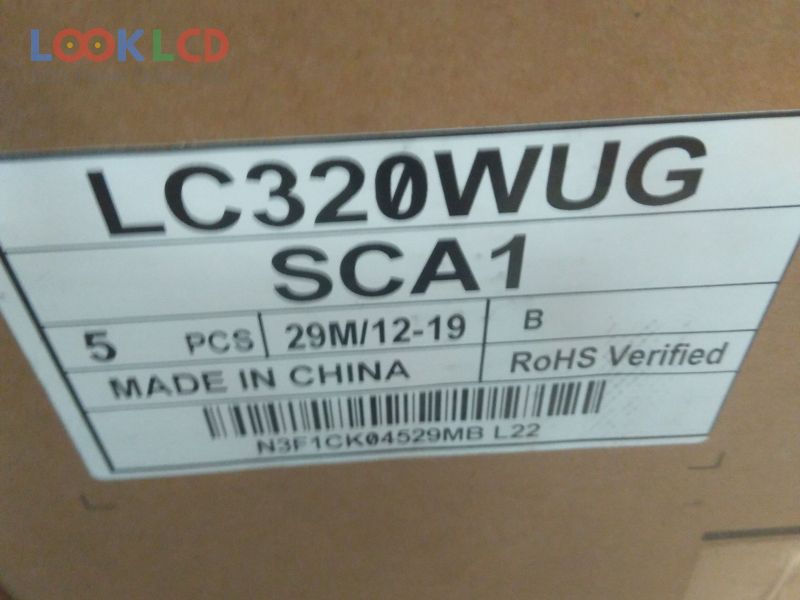 LOOKLCD
LC320WUG
SCA1
5 PCS 29M/12-19 B
MADE IN CHINA RoHS Verified
N3F1CK04529MB L22